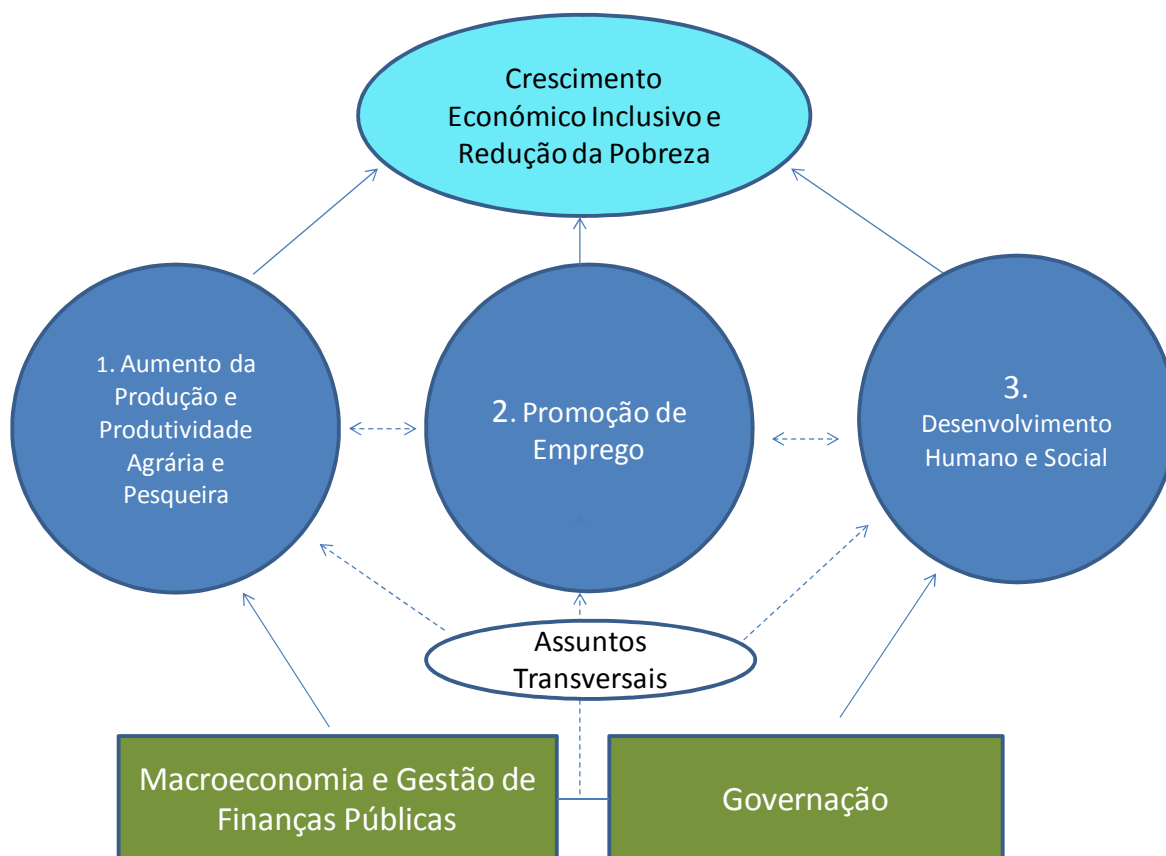 Crescimento
Económico Inclusivo e
Redução da Pobreza
1. Aumento da
Produção e
Produtividade
Agrária e
Pesqueira
2. Promoção de
Emprego
3.
Desenvolvimento
Humano e Social
Assuntos
Transversais
Macroeconomia e Gestão de
Finanças Públicas
Governação